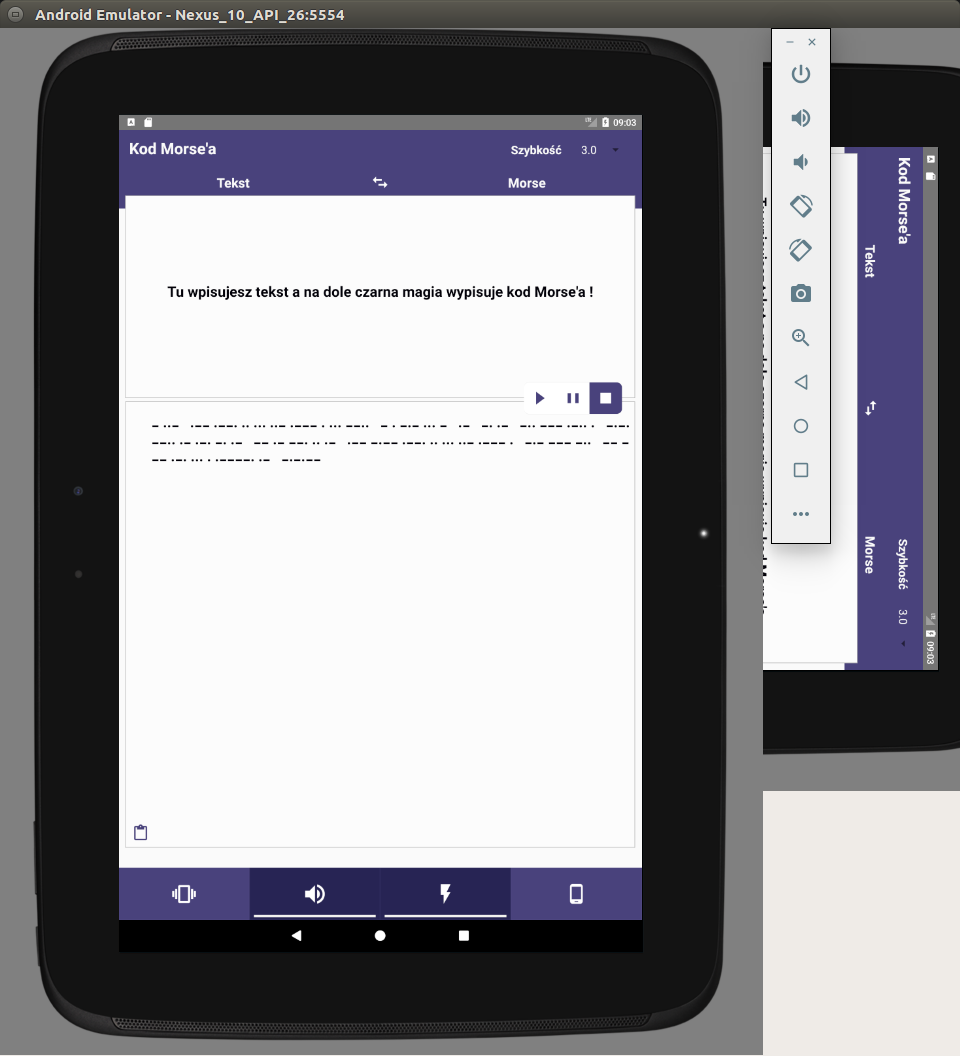 Android Emulator - Nexus_10_API_26:5554
09:03
Kod Morse'a
Szybkość 3.0
Tekst Morse
Tu wpisujesz tekst a na dole czarna magia wypisuje kod Morse'a !
Kod Morse'a
Tekst
Morse
Szybkość 3.0
09:03